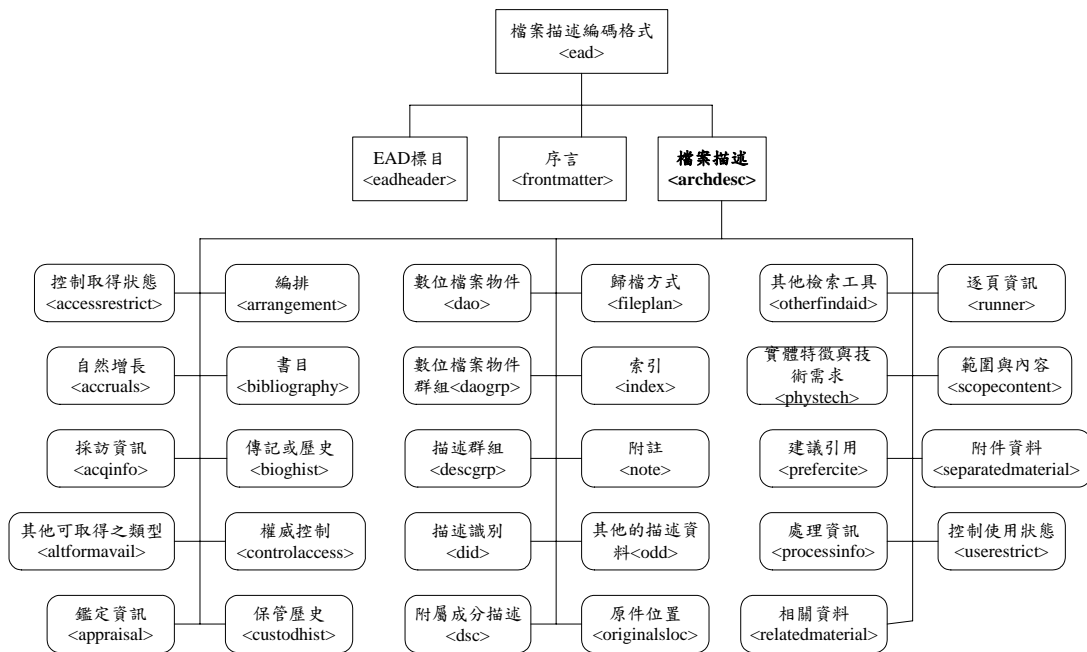 檔案描述編碼格式
<ead>
EAD標目
<eadheader>
序言
<frontmatter>
檔案描述
<archdesc>
控制取得狀態
<accessrestrict>
編排
<arrangement>
數位檔案物件
<dao>
歸檔方式
<fileplan>
其他檢索工具
<otherfindaid>
逐頁資訊
<runner>
自然增長
<accruals>
書目
<bibliography>
數位檔案物件
群組<daogrp>
索引
<index>
實體特徵與技
術需求
<phystech>
範圍與內容
<scopecontent>
採訪資訊
<acqinfo>
傳記或歷史
<bioghist>
描述群組
<descgrp>
附註
<note>
建議引用
<prefercite>
附件資料
<separatedmaterial>
其他可取得之類型
<altformavail>
權威控制
<controlaccess>
描述識別
<did>
其他的描述資
料<odd>
處理資訊
<processinfo>
控制使用狀態
<userestrict>
鑑定資訊
<appraisal>
保管歷史
<custodhist>
附屬成分描述
<dsc>
原件位置
<originalsloc>
相關資料
<relatedmaterial>